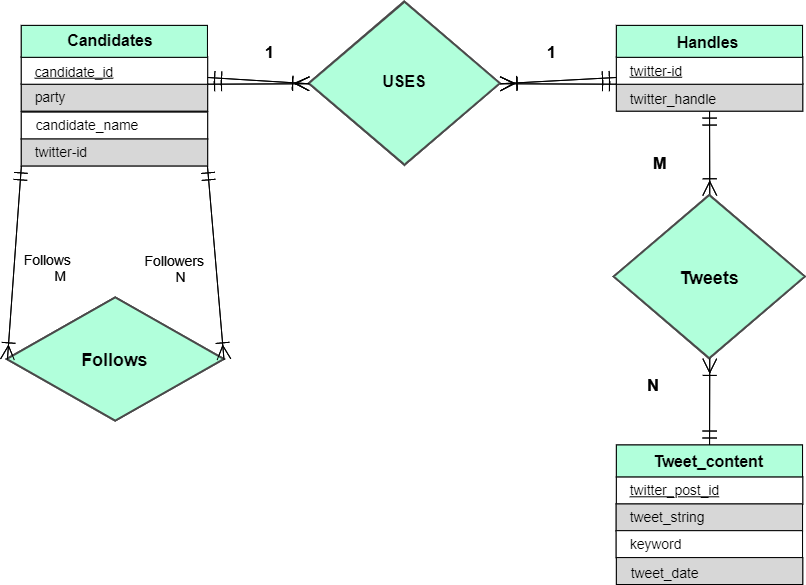 Candidates
candidate_id
party
candidate_name
twitter-id
1
USES
1
Handles
twitter-id
twitter_handle
M
Tweets
N
Follows
M
Followers
N
Follows
Tweet_content
twitter_post_id
tweet_string
keyword
tweet_date